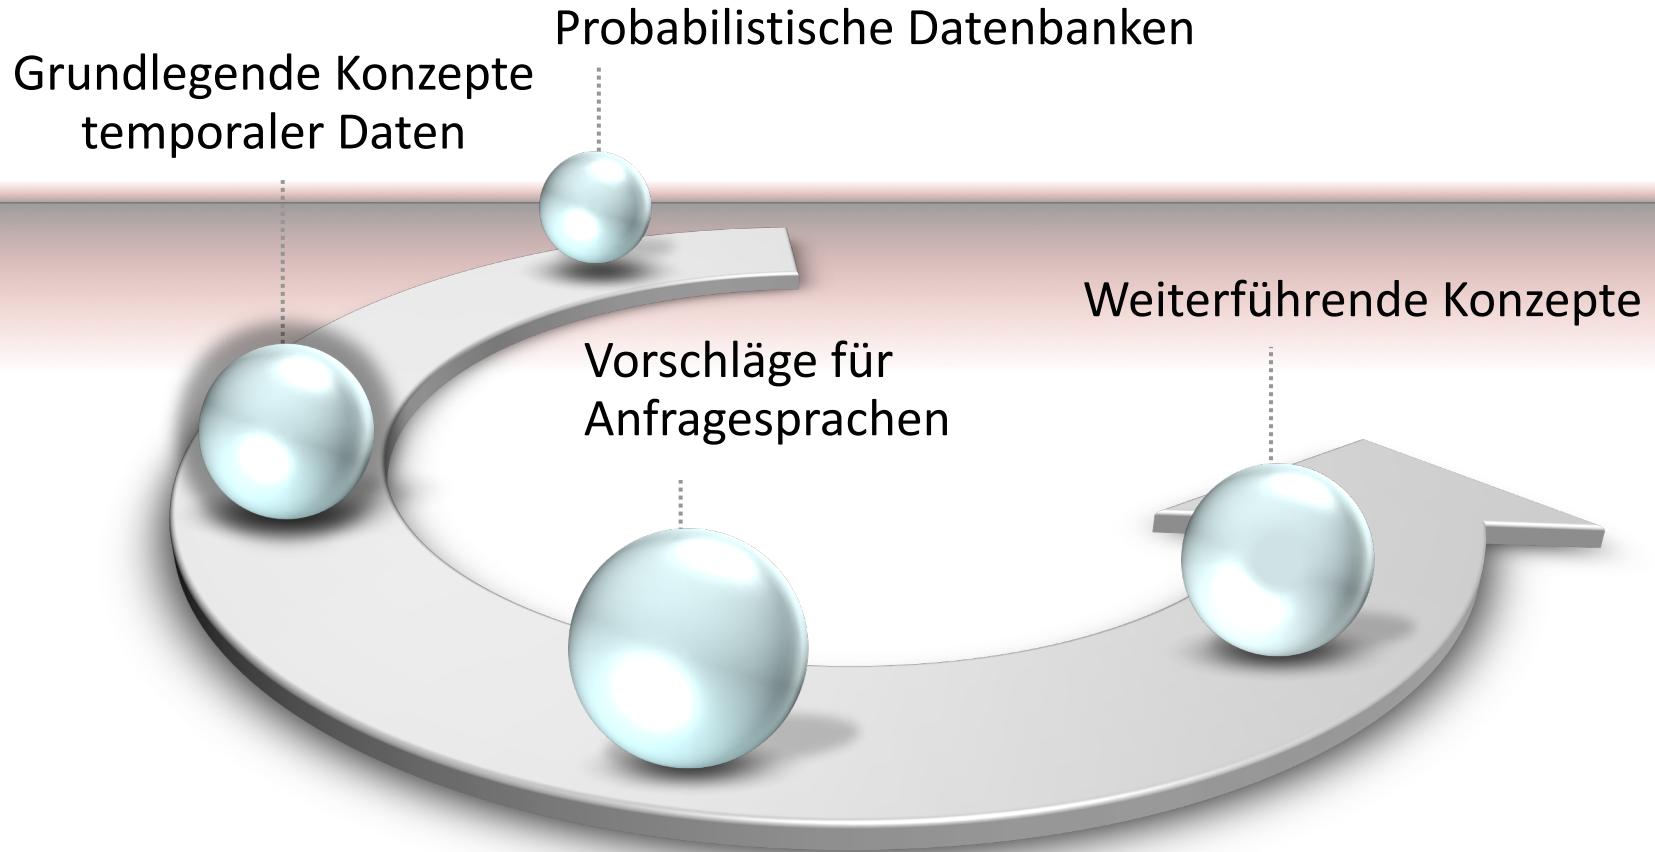 Probabilistische Datenbanken
Grundlegende Konzepte
temporaler Daten
Weiterführende Konzepte
Vorschläge für
Anfragesprachen